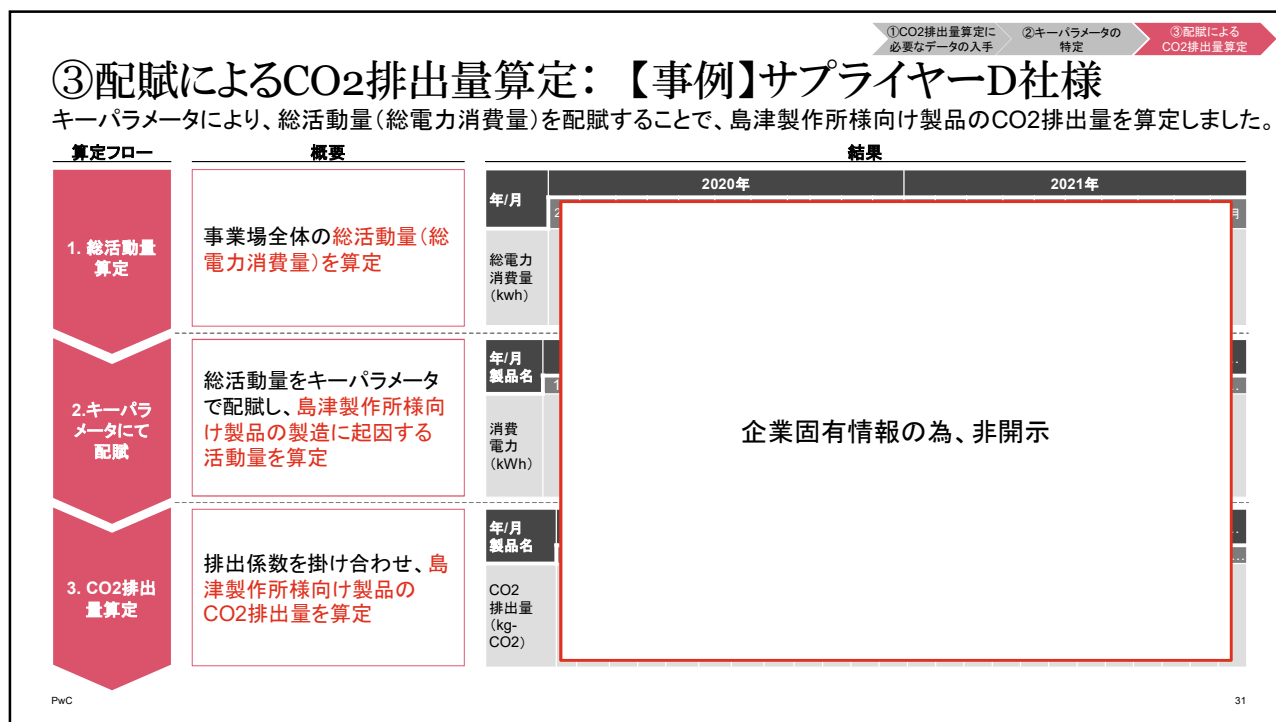 ①CO2排出量算定に
必要なデータの入手
②キーパラメータの
特定
③配賦による
CO2排出量算定
③配賦によるCO2排出量算定：【事例】サプライヤーD社様
キーパラメータにより、総活動量（総電力消費量）を配賦することで、島津製作所様向け製品のCO2排出量を算定しました。
算定フロー
概要
結果
1. 総活動量
算定
事業場全体の総活動量（総
電力消費量）を算定
年/月
2020年
2021年
2
月
総電力
消費量
（kwh）
2.キーパラ
メータにて
配賦
総活動量をキーパラメータ
で配賦し、島津製作所様向
け製品の製造に起因する
活動量を算定
年/月
製品名
1
消費
電力
（kWh）
企業固有情報の為、非開示
3. CO2排出
量算定
排出係数を掛け合わせ、島
津製作所様向け製品の
CO2排出量を算定
年/月
製品名
CO2
排出量
（kg-
CO2）
PwC
31